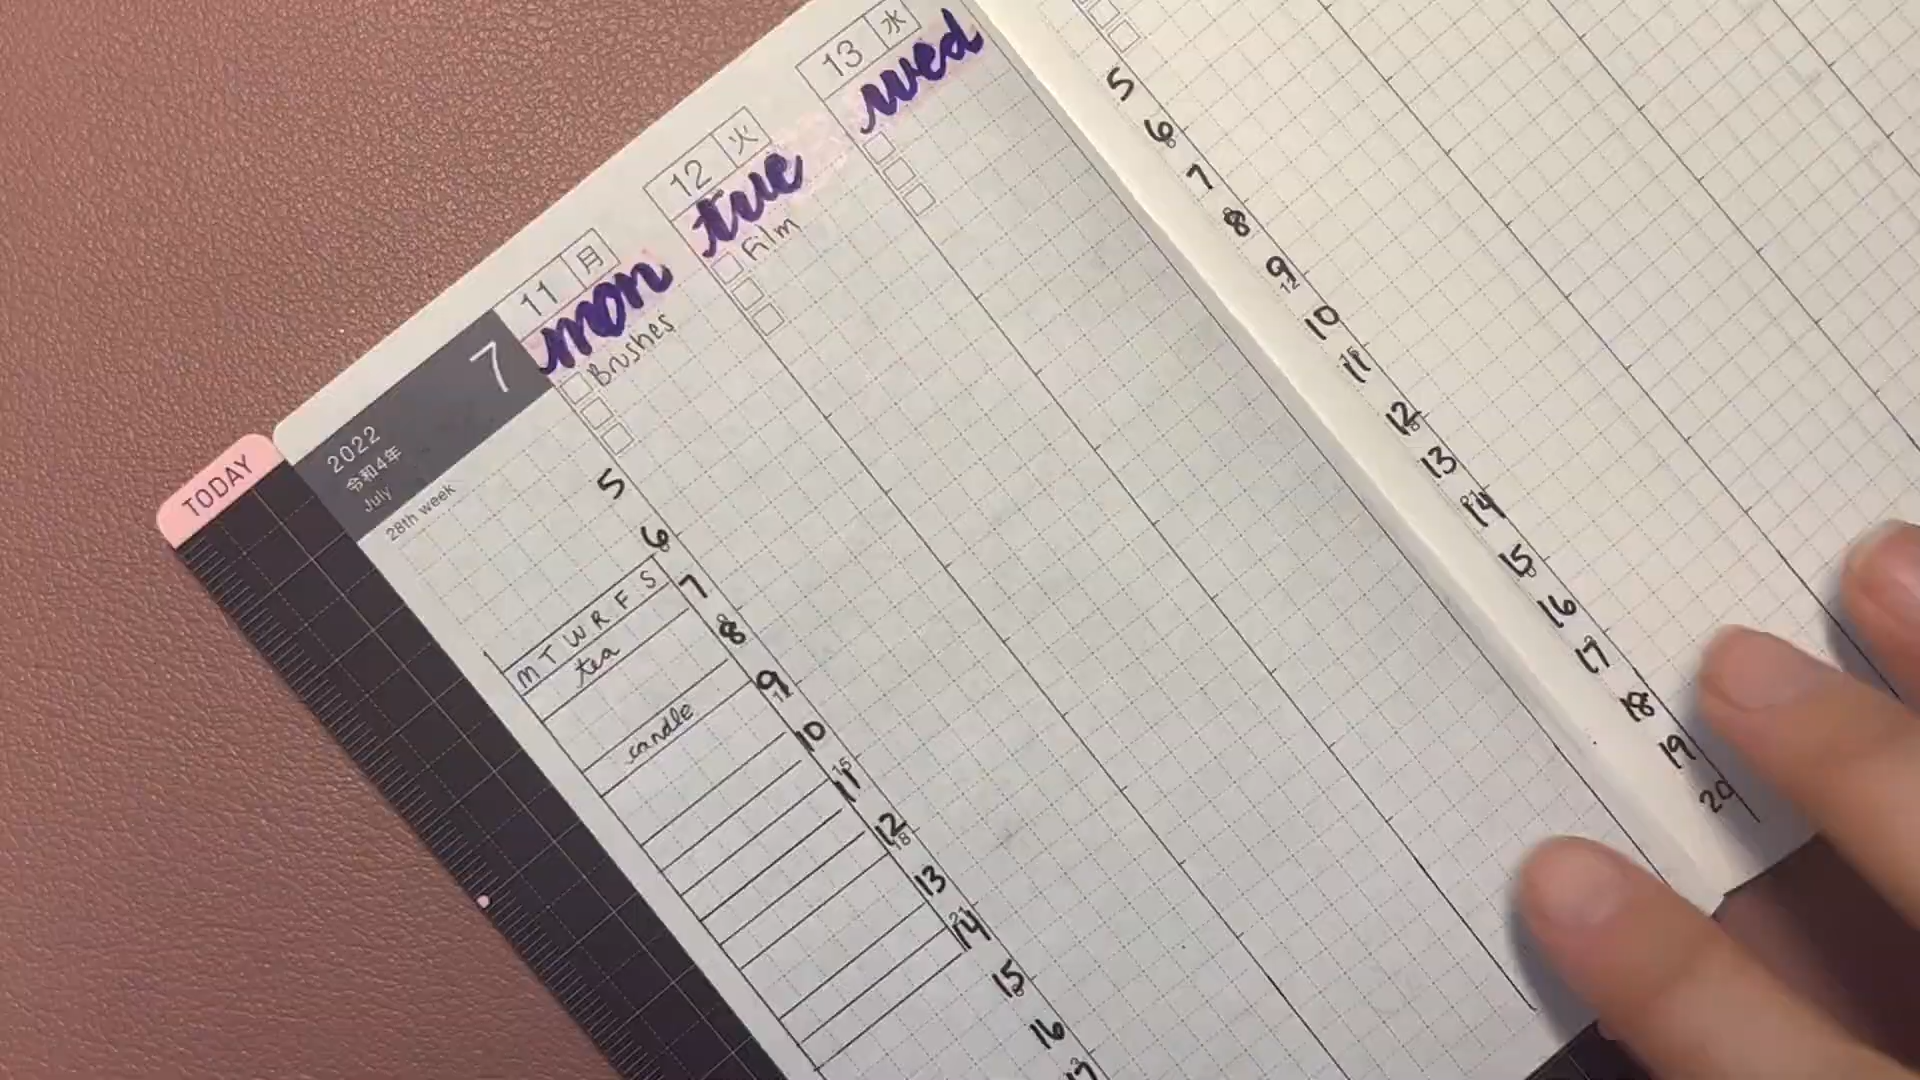 TODAY
7
2022
令和4年
July
28th week
11 月
mon
Brushes
12 火
tue
Film
13 水
wed
5
6
7
8
9
10
11
12
13
14
15
16
17
M T W R F S
tea
candle
5
6
7
8
9
10
11
12
13
14
15
16
17
18
19
20